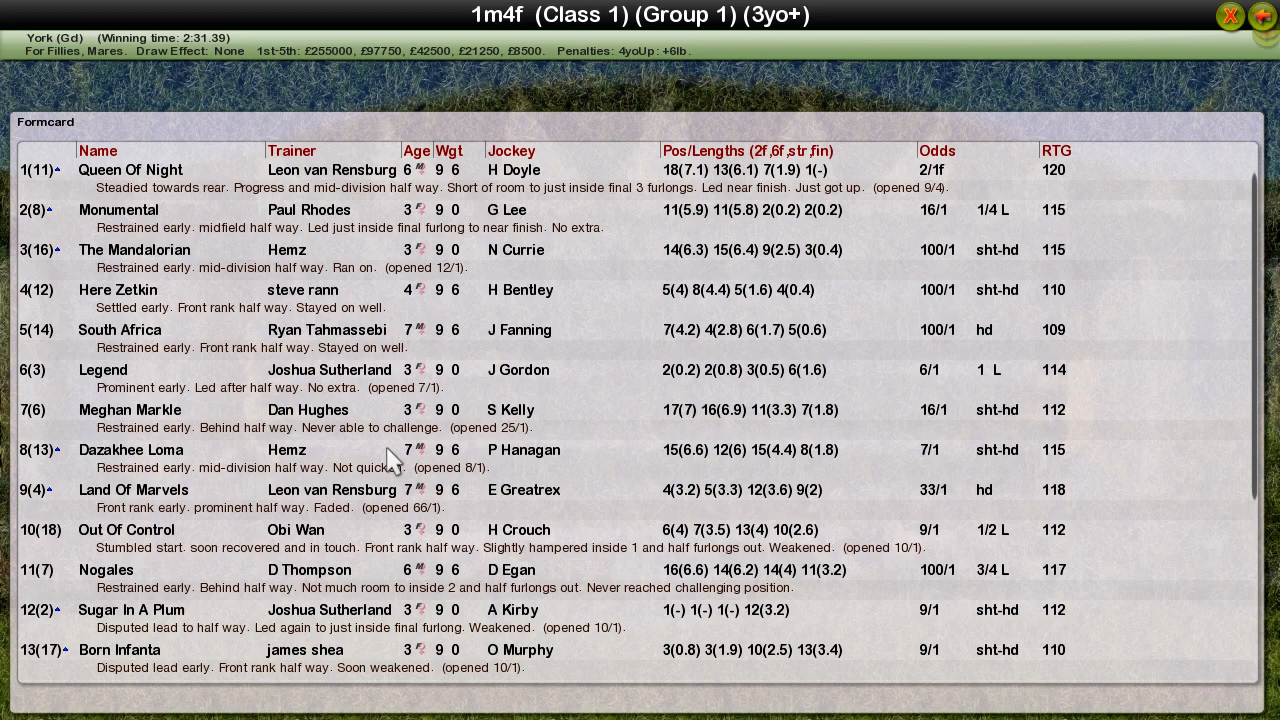 1m4f (Class 1) (Group 1) (3yo+)
York (Gd) (Winning time: 2:31.39)
For Fillies, Mares. Draw Effect: None 1st-5th: £255000, £97750, £42500, £21250, £8500. Penalties: 4yoUp: +6lb.
Formcard
Name Trainer Age Wgt Jockey Pos/Lengths (2f,6f,str,fin) Odds RTG
1(11) Queen Of Night Leon van Rensburg 6 M 9 6 H Doyle 18(7.1) 13(6.1) 7(1.9) 1(-) 2/1f 120
Steadied towards rear. Progress and mid-division half way. Short of room to just inside final 3 furlongs. Led near finish. Just got up. (opened 9/4).
2(8) Monumental Paul Rhodes 3 F 9 0 G Lee 11(5.9) 11(5.8) 2(0.2) 2(0.2) 16/1 1/4 L 115
Restrained early. midfield half way. Led just inside final furlong to near finish. No extra.
3(16) The Mandalorian Hemz 3 F 9 0 N Currie 14(6.3) 15(6.4) 9(2.5) 3(0.4) 100/1 sht-hd 115
Restrained early. mid-division half way. Ran on. (opened 12/1).
4(12) Here Zetkin steve rann 4 F 9 6 H Bentley 5(4) 8(4.4) 5(1.6) 4(0.4) 100/1 sht-hd 110
Settled early. Front rank half way. Stayed on well.
5(14) South Africa Ryan Tahmassebi 7 M 9 6 J Fanning 7(4.2) 4(2.8) 6(1.7) 5(0.6) 100/1 hd 109
Restrained early. Front rank half way. Stayed on well.
6(3) Legend Joshua Sutherland 3 F 9 0 J Gordon 2(0.2) 2(0.8) 3(0.5) 6(1.6) 6/1 1 L 114
Prominent early. Led after half way. No extra. (opened 7/1).
7(6) Meghan Markle Dan Hughes 3 F 9 0 S Kelly 17(7) 16(6.9) 11(3.3) 7(1.8) 16/1 sht-hd 112
Restrained early. Behind half way. Never able to challenge. (opened 25/1).
8(13) Dazakhee Loma Hemz 7 M 9 6 P Hanagan 15(6.6) 12(6) 15(4.4) 8(1.8) 7/1 sht-hd 115
Restrained early. mid-division half way. Not (opened 8/1).
9(4) Land Of Marvels Leon van Rensburg 7 M 9 6 E Greatrex 4(3.2) 5(3.3) 12(3.6) 9(2) 33/1 hd 118
Front rank early. prominent half way. Faded. (opened 66/1).
10(18) Out Of Control Obi Wan 3 F 9 0 H Crouch 6(4) 7(3.5) 13(4) 10(2.6) 9/1 1/2 L 112
Stumbled start. soon recovered and in touch. Front rank half way. Slightly hampered inside 1 and half furlongs out. Weakened. (opened 10/1).
11(7) Nogales D Thompson 6 M 9 6 D Egan 16(6.6) 14(6.2) 14(4) 11(3.2) 100/1 3/4 L 117
Restrained early. Behind half way. Not much room to inside 2 and half furlongs out. Never reached challenging position.
12(2) Sugar In A Plum Joshua Sutherland 3 F 9 0 A Kirby 1(-) 1(-) 1(-) 12(3.2) 9/1 sht-hd 112
Disputed lead to half way. Led again to just inside final furlong. Weakened. (opened 10/1).
13(17) Born Infanta james shea 3 F 9 0 O Murphy 3(0.8) 3(1.9) 10(2.5) 13(3.4) 9/1 sht-hd 110
Disputed lead early. Front rank half way. Soon weakened. (opened 10/1).